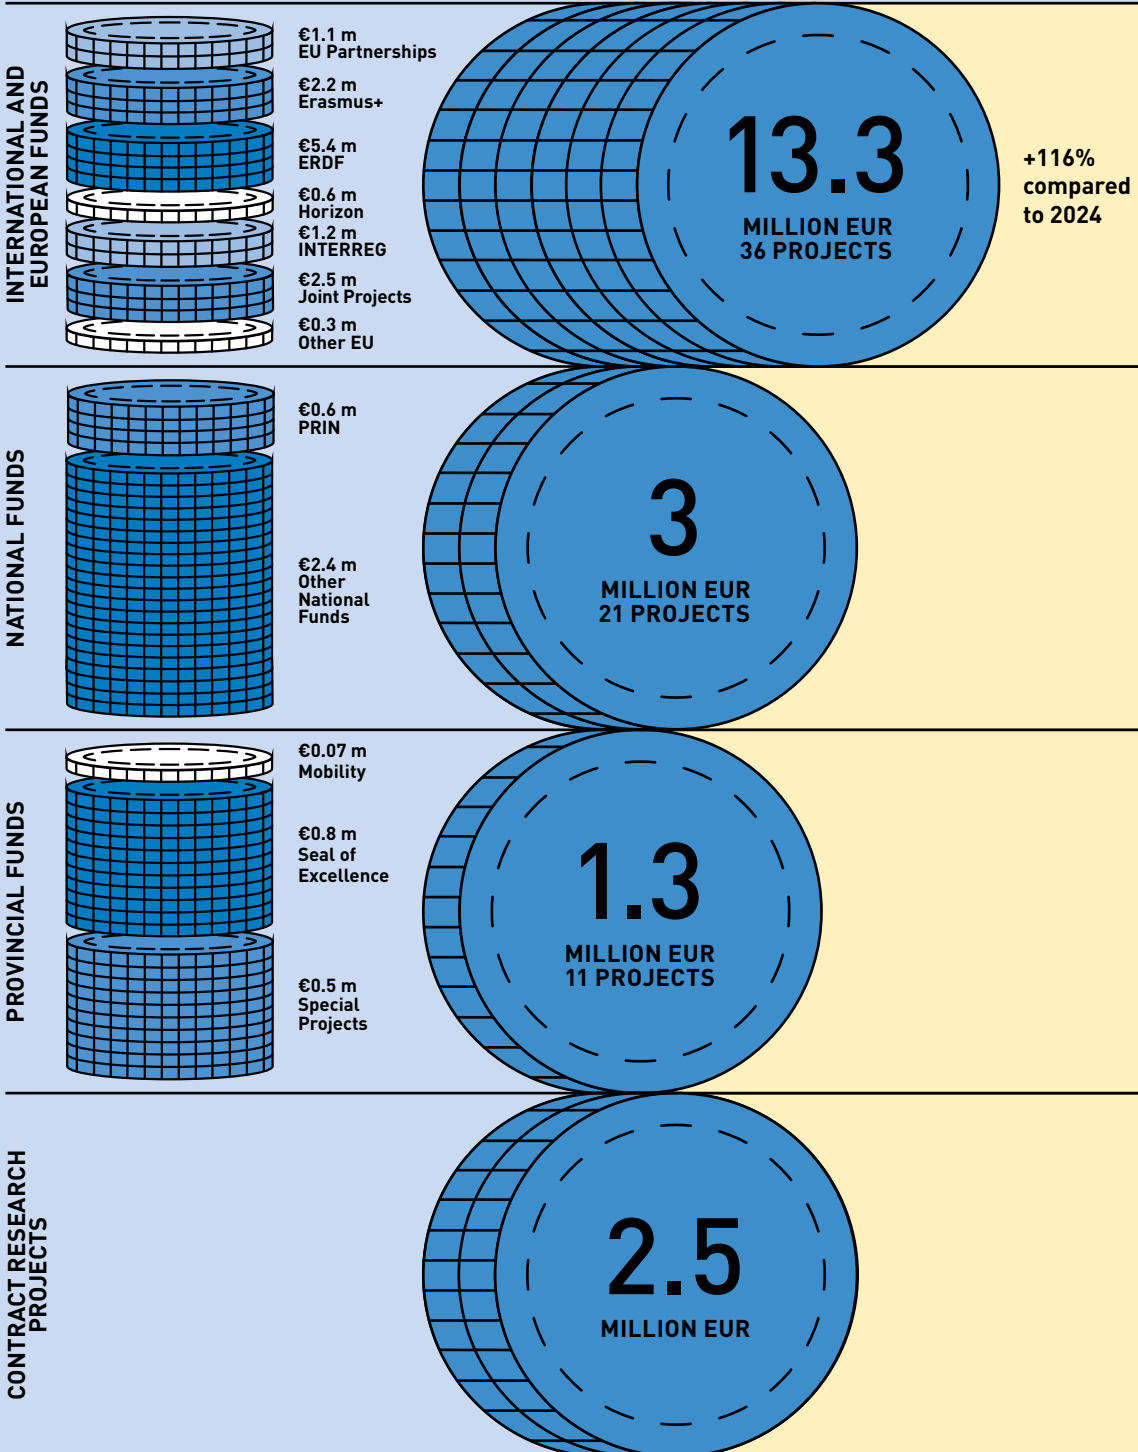 INTERNATIONAL AND
EUROPEAN FUNDS
€1.1 m
EU Partnerships
€2.2 m
Erasmus+
€5.4 m
ERDF
€0.6 m
Horizon
€1.2 m
INTERREG
€2.5 m
Joint Projects
€0.3 m
Other EU
13.3
MILLION EUR
36 PROJECTS
+116%
compared
to 2024
NATIONAL FUNDS
€0.6 m
PRIN
€2.4 m
Other
National
Funds
3
MILLION EUR
21 PROJECTS
PROVINCIAL FUNDS
€0.07 m
Mobility
€0.8 m
Seal of
Excellence
€0.5 m
Special
Projects
1.3
MILLION EUR
11 PROJECTS
CONTRACT RESEARCH
PROJECTS
2.5
MILLION EUR